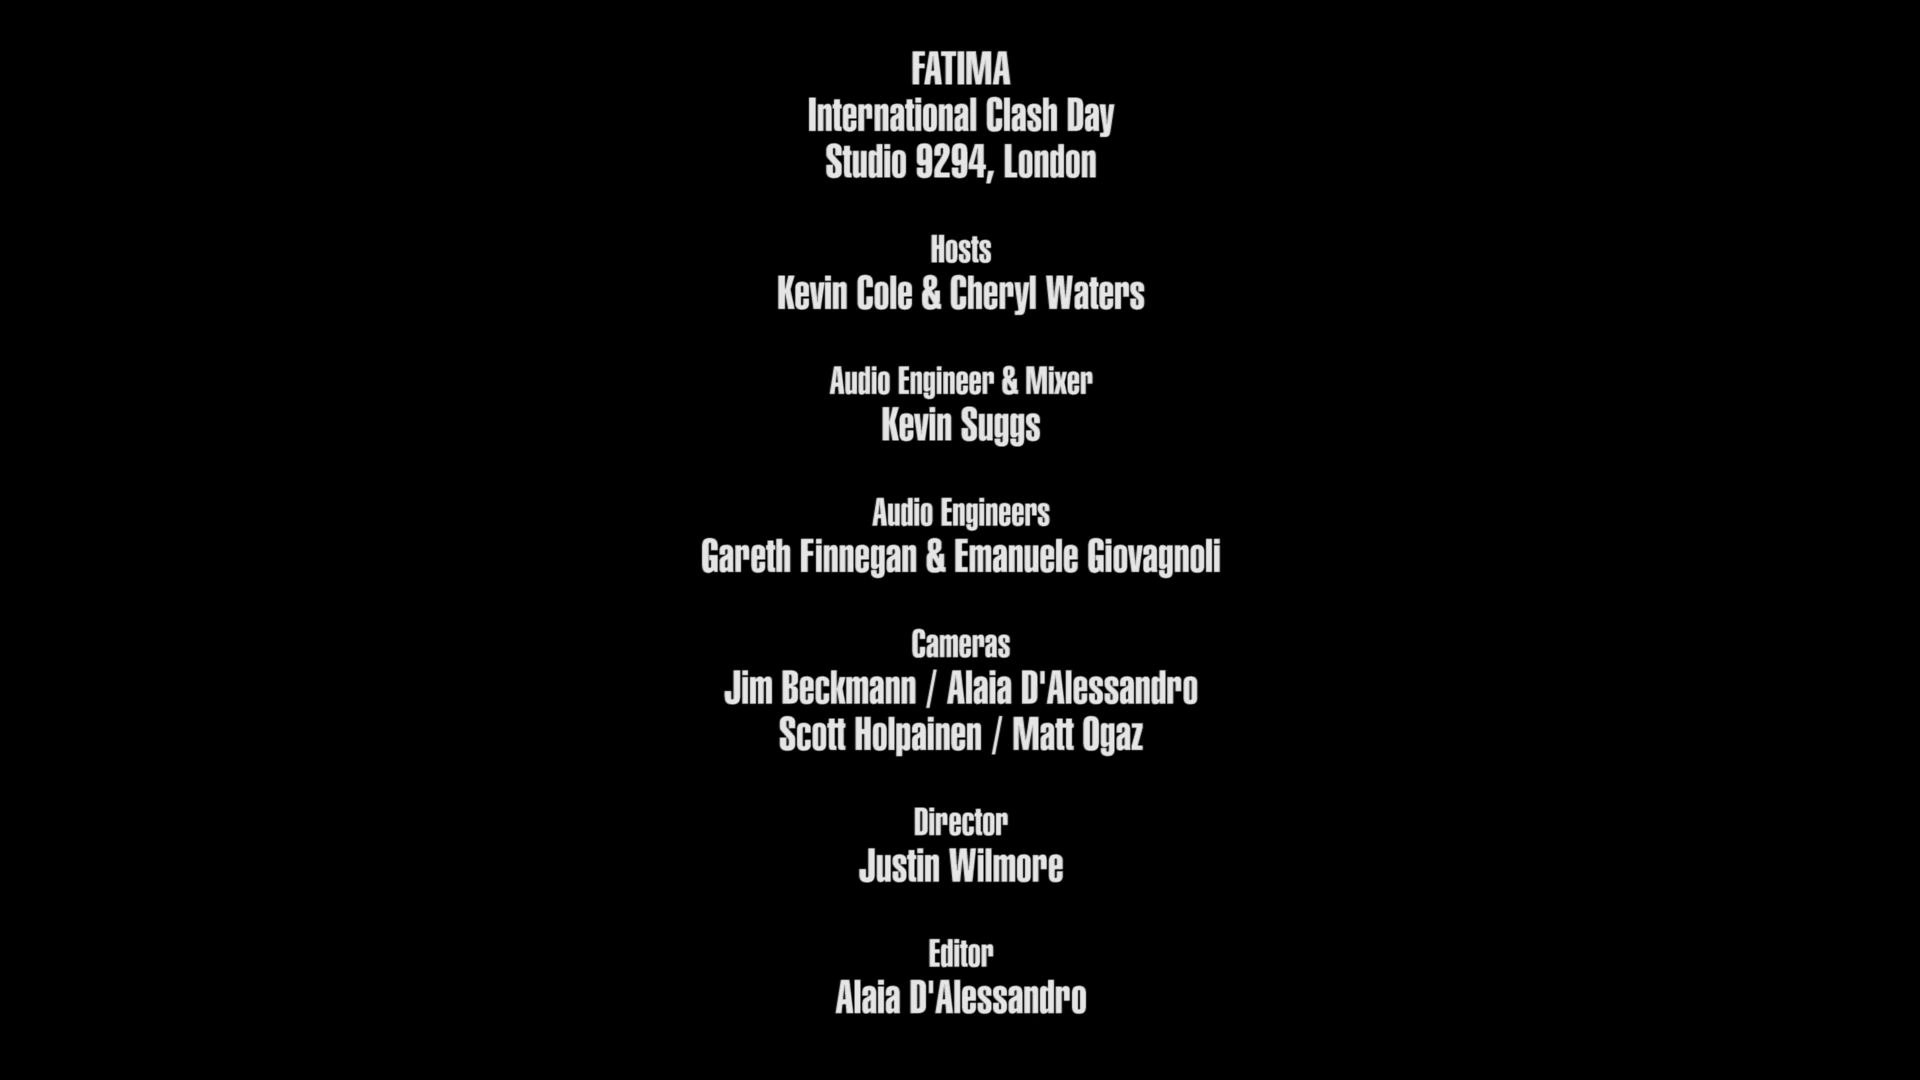 FATIMA
International Clash Day
Studio 9294, London
Hosts
Kevin Cole & Cheryl Waters
Audio Engineer & Mixer
Kevin Suggs
Audio Engineers
Gareth Finnegan & Emanuele Giovagnoli
Cameras
Jim Beckmann / Alaia D'Alessandro
Scott Holpainen / Matt Ogaz
Director
Justin Wilmore
Editor
Alaia D'Alessandro